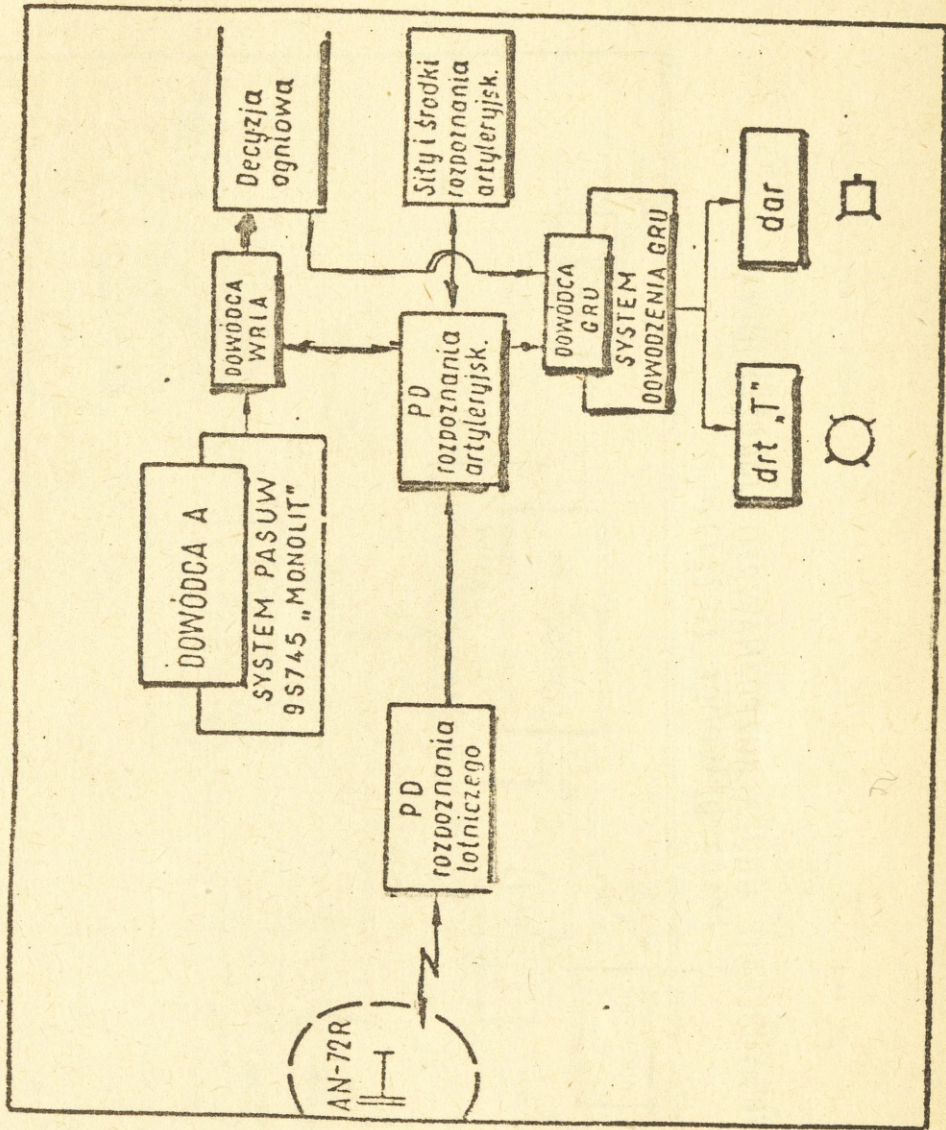 AN-72R
PD
rozpoznania
lotniczego
DOWÓDCA A
SYSTEM PASUW
9S745 „MONOLIT"
DOWÓDCA
WRIA
Decyzja
ogniowa
PD
rozpoznania
artyleryjsk.
Siły i środki
rozpoznania
artyleryjsk.
DOWÓDCA
GRU
SYSTEM
DOWODZENIA GRU
drt „T"
dar